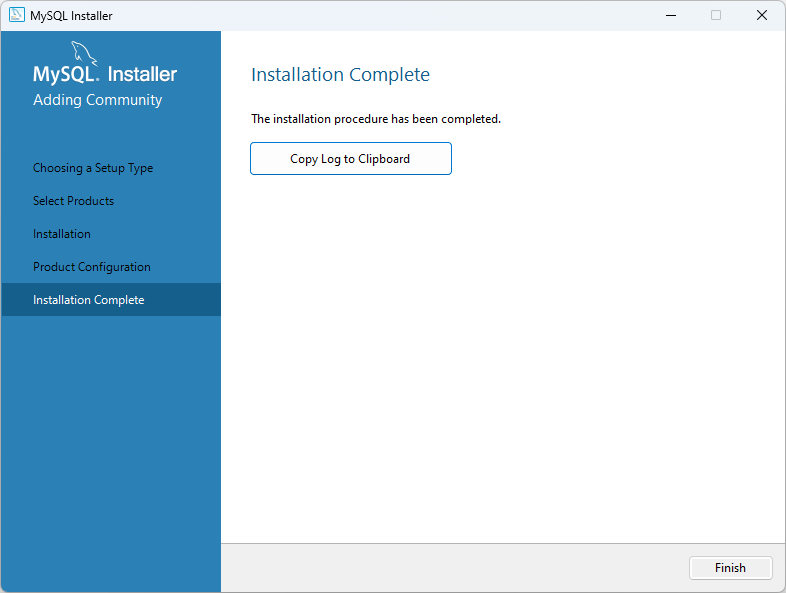 MySQL Installer
MySQL. Installer
Adding Community
Choosing a Setup Type
Select Products
Installation
Product Configuration
Installation Complete
Installation Complete
The installation procedure has been completed.
Copy Log to Clipboard
Finish